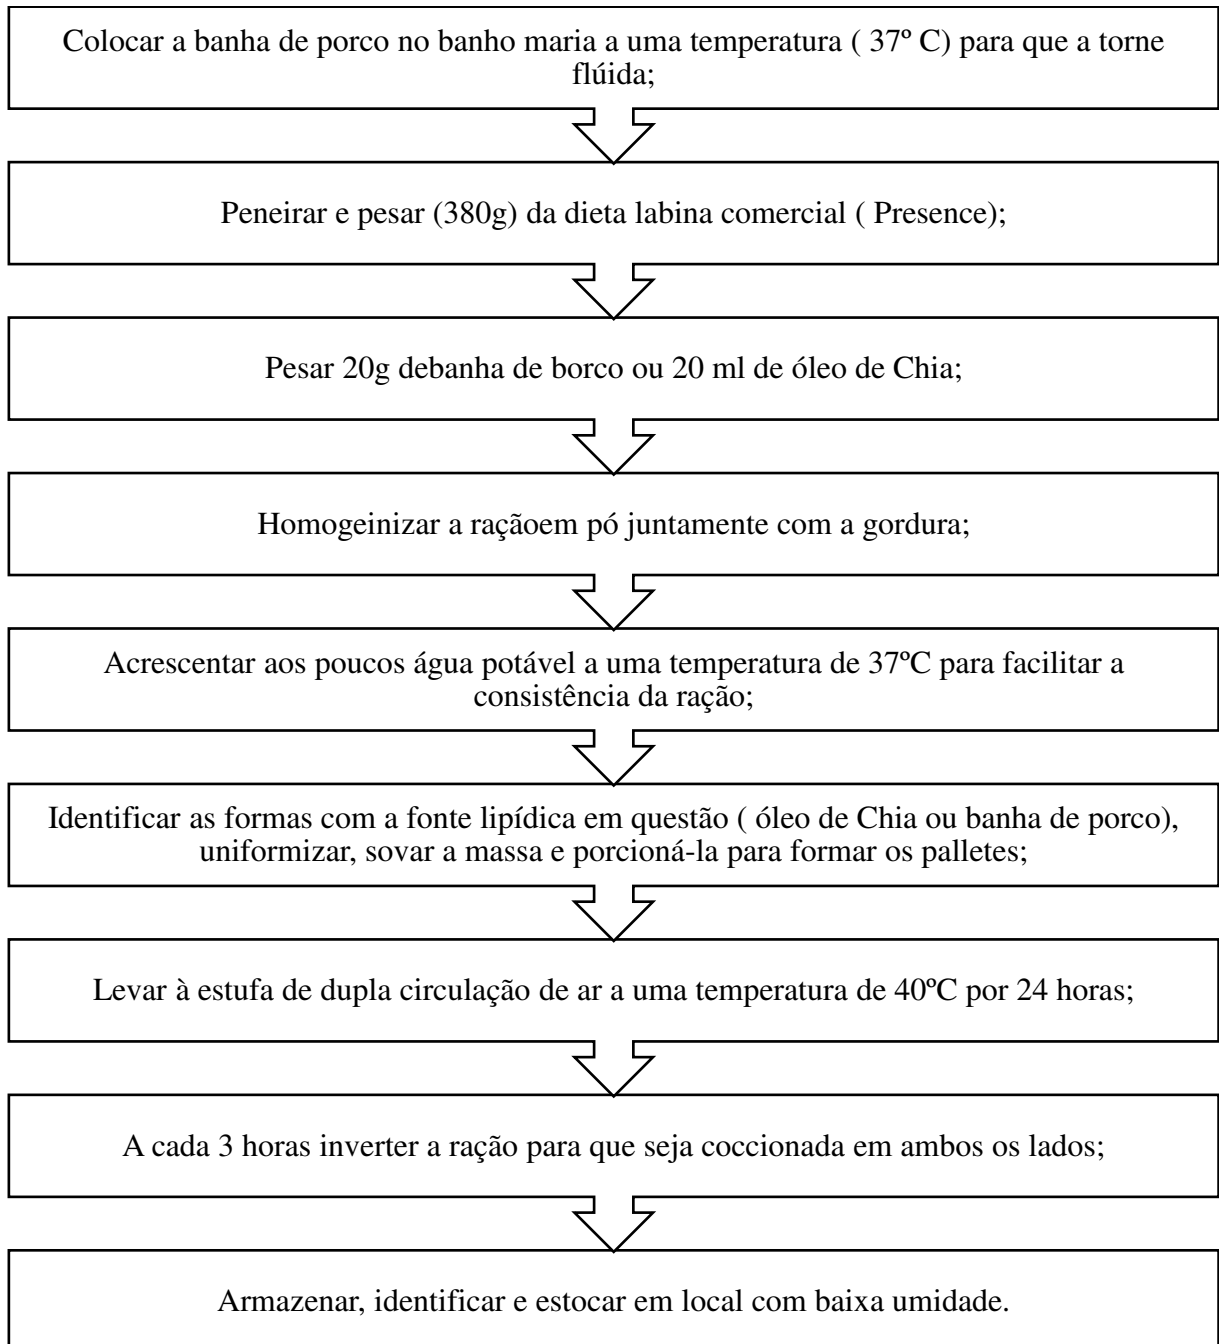 Colocar a banha de porco no banho maria a uma temperatura ( 37º C) para que a torne
flúida;
Peneirar e pesar (380g) da dieta labina comercial ( Presence);
Pesar 20g debanha de borco ou 20 ml de óleo de Chia;
Homogeinizar a raçãoem pó juntamente com a gordura;
Acrescentar aos poucos água potável a uma temperatura de 37ºC para facilitar a
consistência da ração;
Identificar as formas com a fonte lipídica em questão ( óleo de Chia ou banha de porco),
uniformizar, sovar a massa e porcioná-la para formar os palletes;
Levar à estufa de dupla circulação de ar a uma temperatura de 40ºC por 24 horas;
A cada 3 horas inverter a ração para que seja coccionada em ambos os lados;
Armazenar, identificar e estocar em local com baixa umidade.